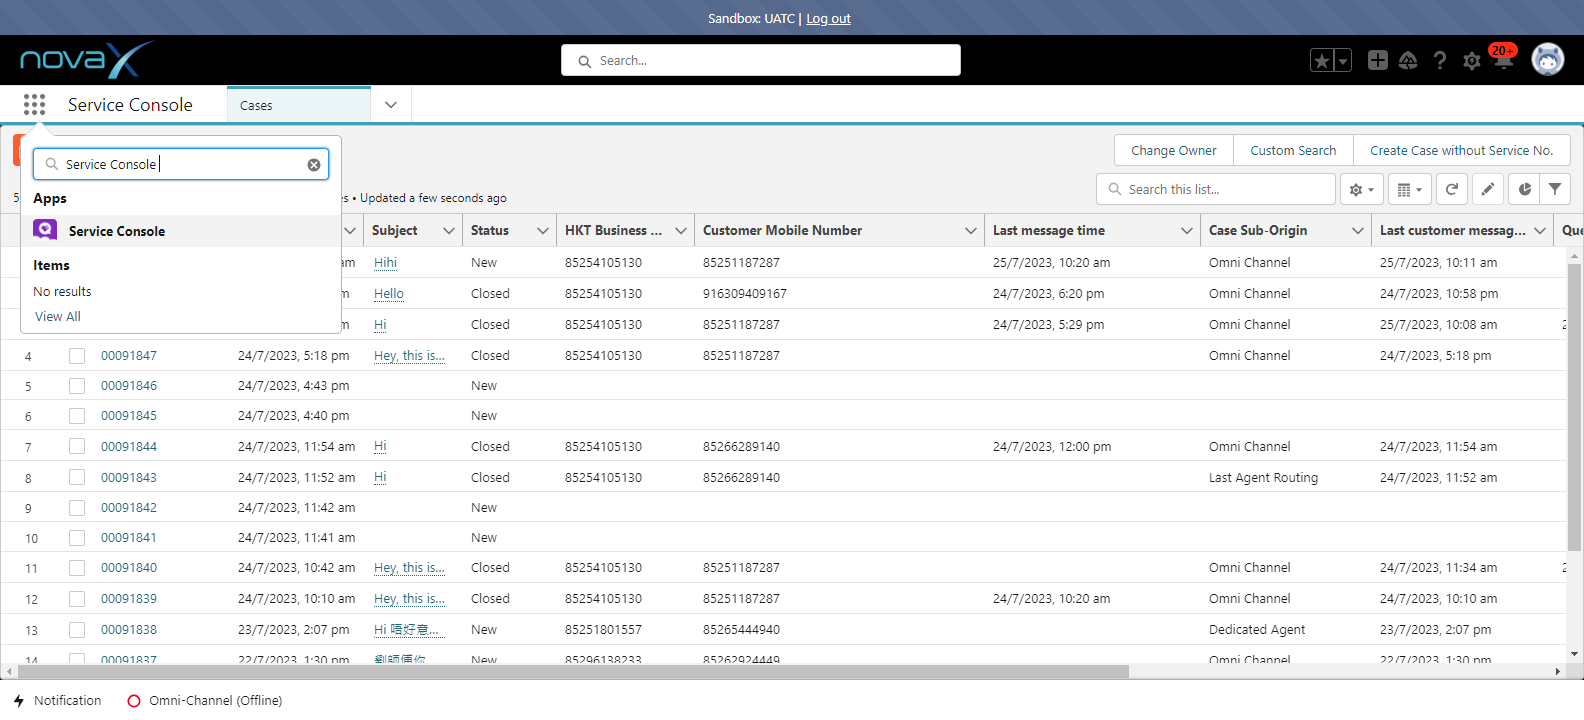 Sandbox: UATC | Log out
novaX
Search...
20+
Service Console
Cases
Service Console
Apps
Service Console
Items
No results
View All
Change Owner
Custom Search
Create Case without Service No.
5
es • Updated a few seconds ago
Search this list...
Subject Status HKT Business ... Customer Mobile Number Last message time Case Sub-Origin Last customer messag... Que
am Hihi New 85254105130 85251187287 25/7/2023, 10:20 am Omni Channel 25/7/2023, 10:11 am
m Hello Closed 85254105130 916309409167 24/7/2023, 6:20 pm Omni Channel 24/7/2023, 10:58 pm
m Hi Closed 85254105130 85251187287 24/7/2023, 5:29 pm Omni Channel 25/7/2023, 10:08 am 2
4 00091847 24/7/2023, 5:18 pm Hey, this is... Closed 85254105130 85251187287 Omni Channel 24/7/2023, 5:18 pm
5 00091846 24/7/2023, 4:43 pm New
6 00091845 24/7/2023, 4:40 pm New
7 00091844 24/7/2023, 11:54 am Hi Closed 85254105130 85266289140 24/7/2023, 12:00 pm Omni Channel 24/7/2023, 11:54 am
8 00091843 24/7/2023, 11:52 am Hi Closed 85254105130 85266289140 Last Agent Routing 24/7/2023, 11:52 am
9 00091842 24/7/2023, 11:42 am New
10 00091841 24/7/2023, 11:41 am New
11 00091840 24/7/2023, 10:42 am Hey, this is... Closed 85254105130 85251187287 Omni Channel 24/7/2023, 11:34 am 2
12 00091839 24/7/2023, 10:10 am Hey, this is... Closed 85254105130 85251187287 24/7/2023, 10:20 am Omni Channel 24/7/2023, 10:10 am
13 00091838 23/7/2023, 2:07 pm Hi 唔好意... New 85251801557 85265444940 Dedicated Agent 23/7/2023, 2:07 pm
14 00091837 22/7/2023, 1:30 pm 劉師傅你... New 85296138233 85262924449 Omni Channel 22/7/2023, 1:30 pm
Notification
Omni-Channel (Offline)